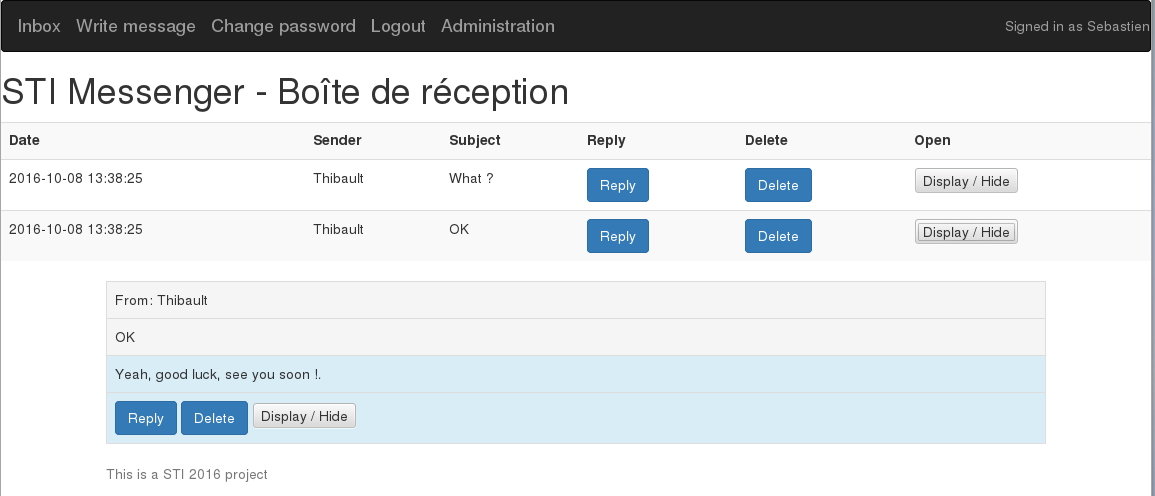 Inbox Write message Change password Logout Administration Signed in as Sebastien
STI Messenger - Boîte de réception
Date Sender Subject Reply Delete Open
2016-10-08 13:38:25 Thibault What ? Reply Delete Display / Hide
2016-10-08 13:38:25 Thibault OK Reply Delete Display / Hide
From: Thibault
OK
Yeah, good luck, see you soon !.
Reply Delete Display / Hide
This is a STI 2016 project